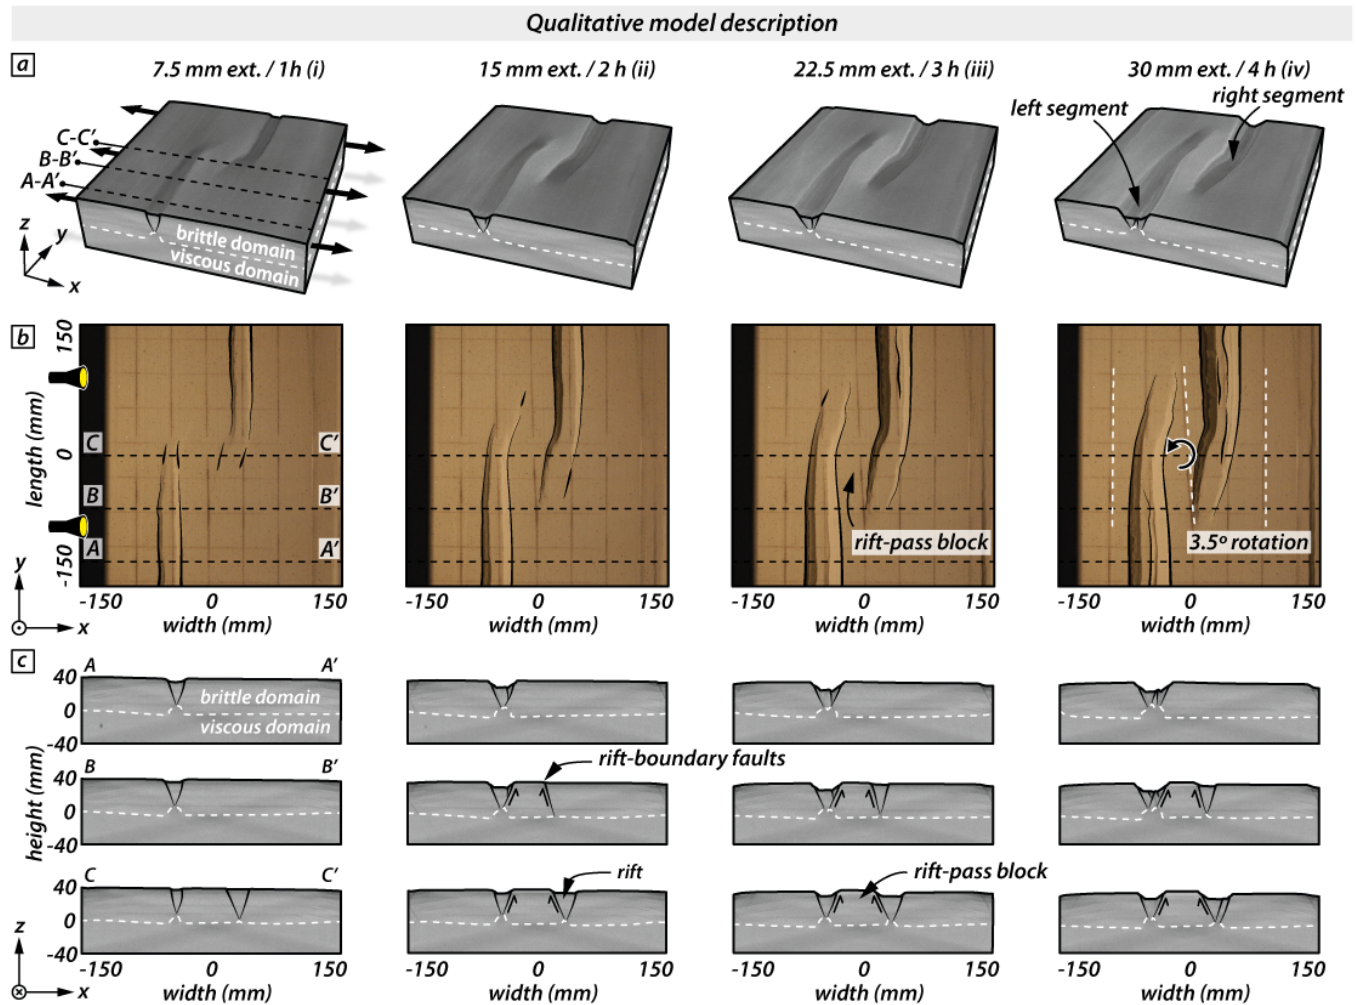 Qualitative model description
a
7.5 mm ext. / 1h (i)
15 mm ext. / 2 h (ii)
22.5 mm ext. / 3 h (iii)
30 mm ext. / 4 h (iv)
left segment
right segment
C-C′
B-B′
A-A′
z
y
x
brittle domain
viscous domain
b
150
0
-150
length (mm)
C
C′
B
B′
A
A′
rift-pass block
3.5º rotation
y
x
-150 0 150
width (mm)
-150 0 150
width (mm)
-150 0 150
width (mm)
-150 0 150
width (mm)
c
A
A′
40
0
-40
brittle domain
viscous domain
B
B′
40
0
-40
height (mm)
rift-boundary faults
C
C′
40
0
-40
rift
rift-pass block
z
x
-150 0 150
width (mm)
-150 0 150
width (mm)
-150 0 150
width (mm)
-150 0 150
width (mm)